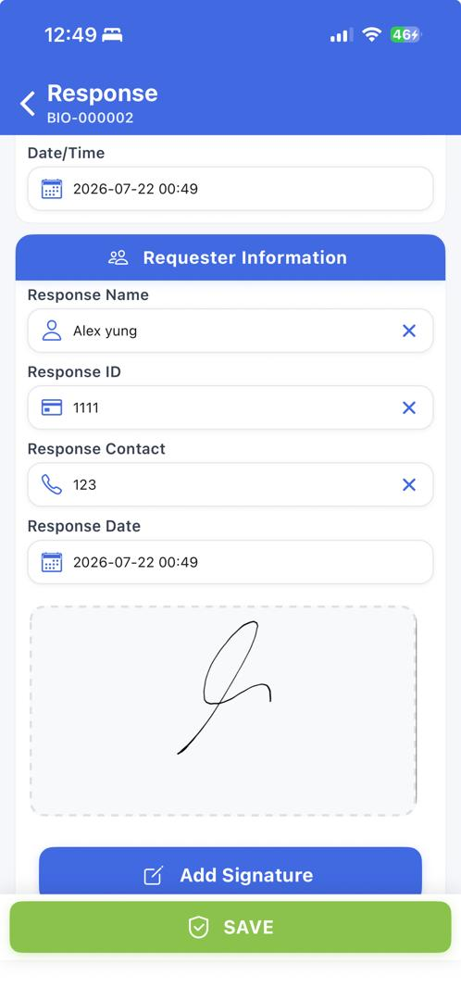 12:49
46
Response
BIO-000002
Date/Time
2026-07-22 00:49
Requester Information
Response Name
Alex yung
Response ID
1111
Response Contact
123
Response Date
2026-07-22 00:49
Add Signature
SAVE